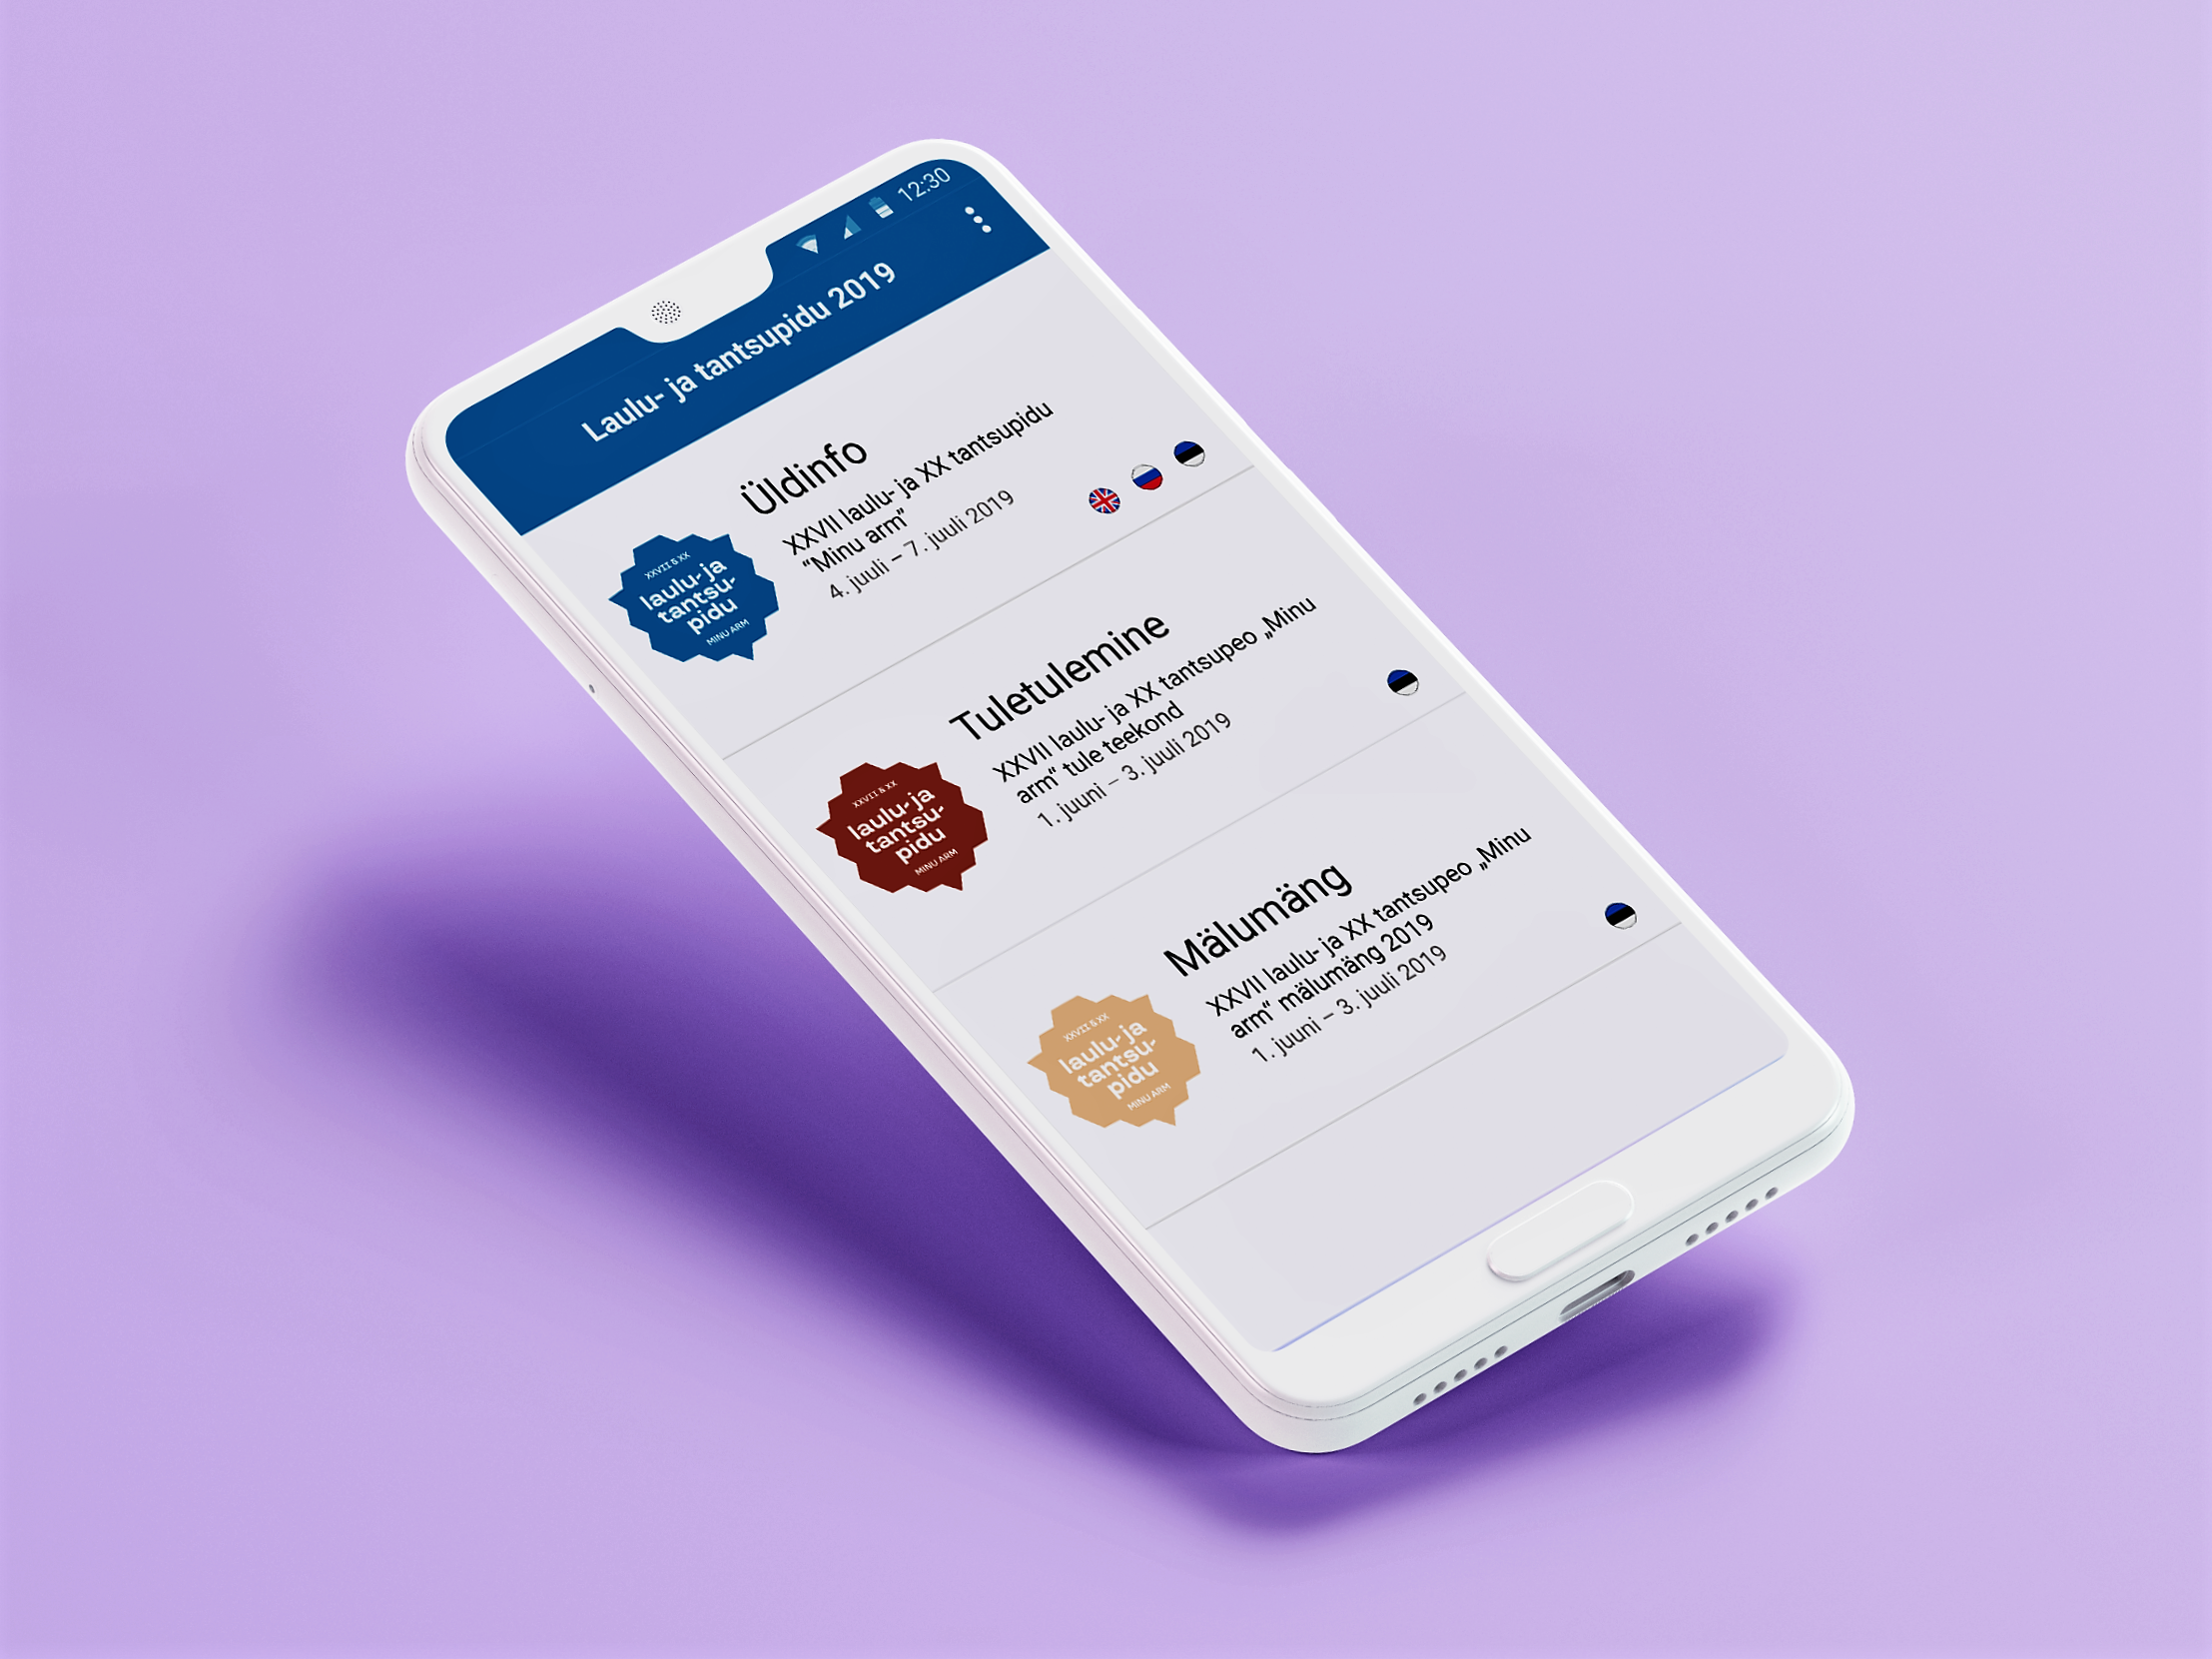 12:30
Laulu- ja tantsupidu 2019
Üldinfo
XXVII laulu- ja XX tantsupidu
“Minu arm”
4. juuli – 7. juuli 2019
XXVII & XX
laulu- ja
tantsu-
pidu
MINU ARM
Tuletulemine
XXVII laulu- ja XX tantsupeo „Minu
arm“ tule teekond
1. juuni – 3. juuli 2019
XXVII & XX
laulu- ja
tantsu-
pidu
MINU ARM
Mälumäng
XXVII laulu- ja XX tantsupeo „Minu
arm“ mälumäng 2019
1. juuni – 3. juuli 2019
XXVII & XX
laulu- ja
tantsu-
pidu
MINU ARM